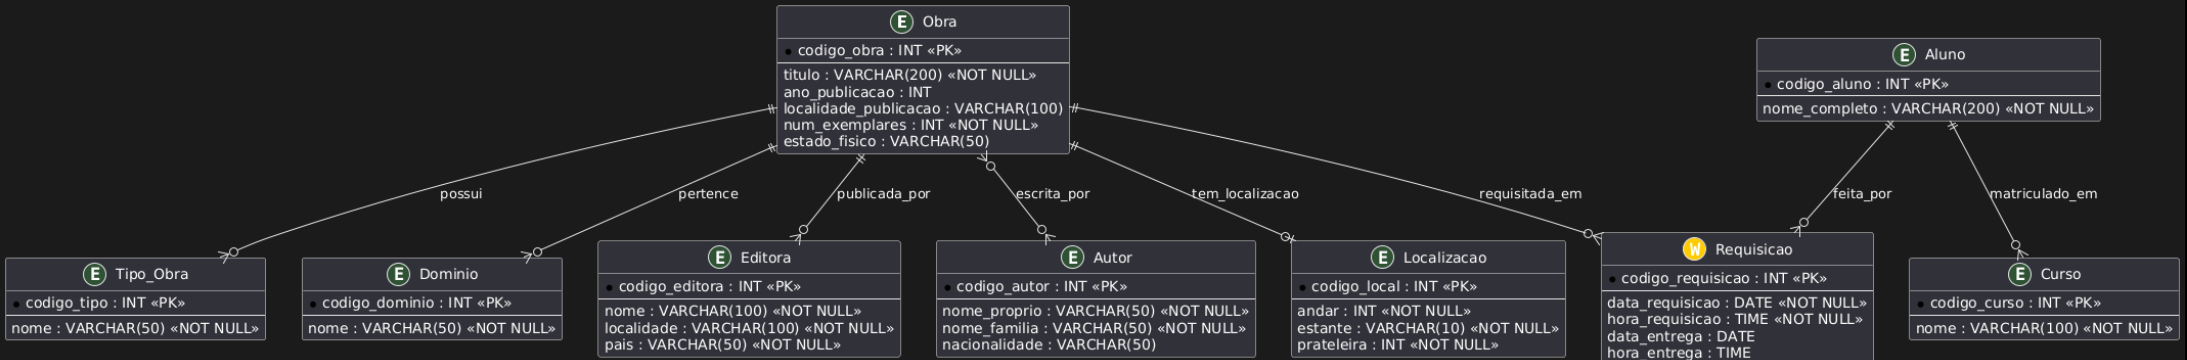 E Obra
codigo_obra : INT «PK»
titulo : VARCHAR(200) «NOT NULL»
ano_publicacao : INT
localidade_publicacao : VARCHAR(100)
num_exemplares : INT «NOT NULL»
estado_fisico : VARCHAR(50)
E Aluno
codigo_aluno : INT «PK»
nome_completo : VARCHAR(200) «NOT NULL»
possui
pertence
publicada_por
escrita_por
tem_localizacao
requisitada_em
feita_por
matriculado_em
E Tipo_Obra
codigo_tipo : INT «PK»
nome : VARCHAR(50) «NOT NULL»
E Dominio
codigo_dominio : INT «PK»
nome : VARCHAR(50) «NOT NULL»
E Editora
codigo_editora : INT «PK»
nome : VARCHAR(100) «NOT NULL»
localidade : VARCHAR(100) «NOT NULL»
pais : VARCHAR(50) «NOT NULL»
E Autor
codigo_autor : INT «PK»
nome_proprio : VARCHAR(50) «NOT NULL»
nome_familia : VARCHAR(50) «NOT NULL»
nacionalidade : VARCHAR(50)
E Localizacao
codigo_local : INT «PK»
andar : INT «NOT NULL»
estante : VARCHAR(10) «NOT NULL»
prateleira : INT «NOT NULL»
W Requisicao
codigo_requisicao : INT «PK»
data_requisicao : DATE «NOT NULL»
hora_requisicao : TIME «NOT NULL»
data_entrega : DATE
hora_entrega : TIME
E Curso
codigo_curso : INT «PK»
nome : VARCHAR(100) «NOT NULL»